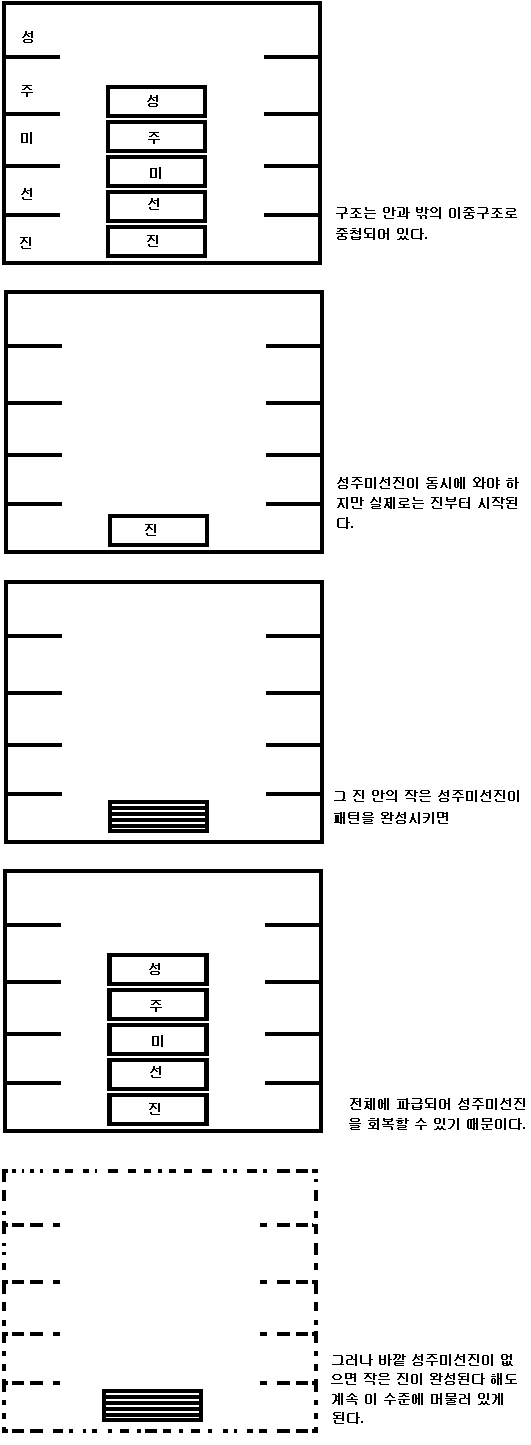 성
주
미
선
진
성
주
미
선
진
구조는 안과 밖의 이중구조로
중첩되어 있다.
성주미선진이 동시에 와야 하
지만 실제로는 진부터 시작된
다.
진
그 진 안의 작은 성주미선진이
패턴을 완성시키면
성
주
미
선
진
전체에 파급되어 성주미선진
을 회복할 수 있기 때문이다.
그러나 바깥 성주미선진이 없
으면 작은 진이 완성된다 해도
계속 이 수준에 머물러 있게
된다.